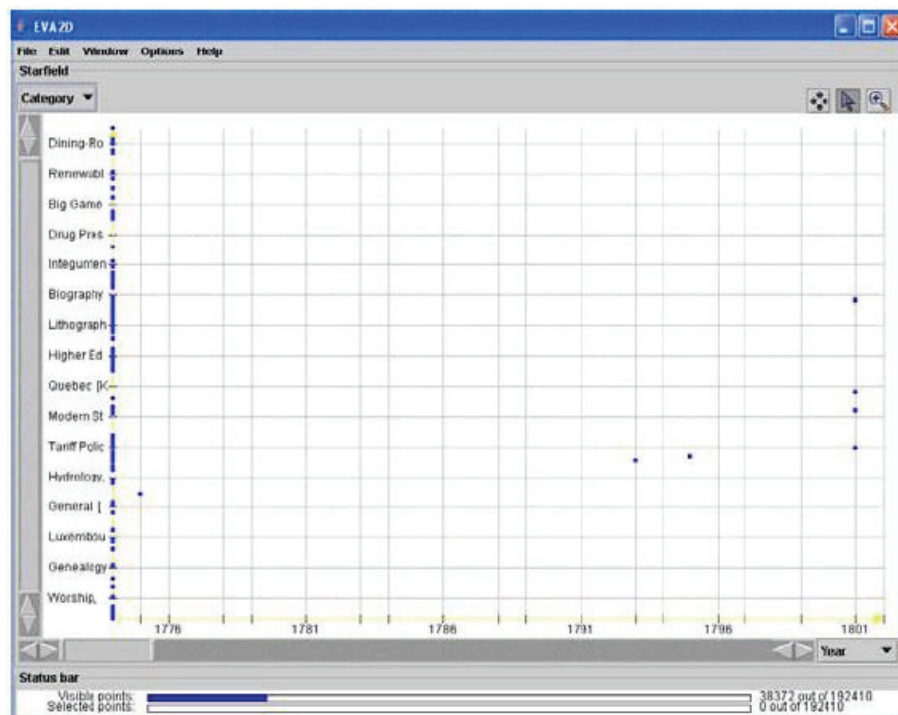 EVA2D
File Edit Window Options Help
Starfield
Category
Dining-Ro
Renewabl
Big Game
Drug Pres
Integumen
Biography
Lithograph
Higher Ed
Quebec [K
Modern St
Tariff Polic
Hydrology,
General [
Luxembou
Genealogy
Worship,
1776 1781 1786 1791 1796 1801
Year
Status bar
Visible points: 38372 out of 192410
Selected points: 0 out of 192410